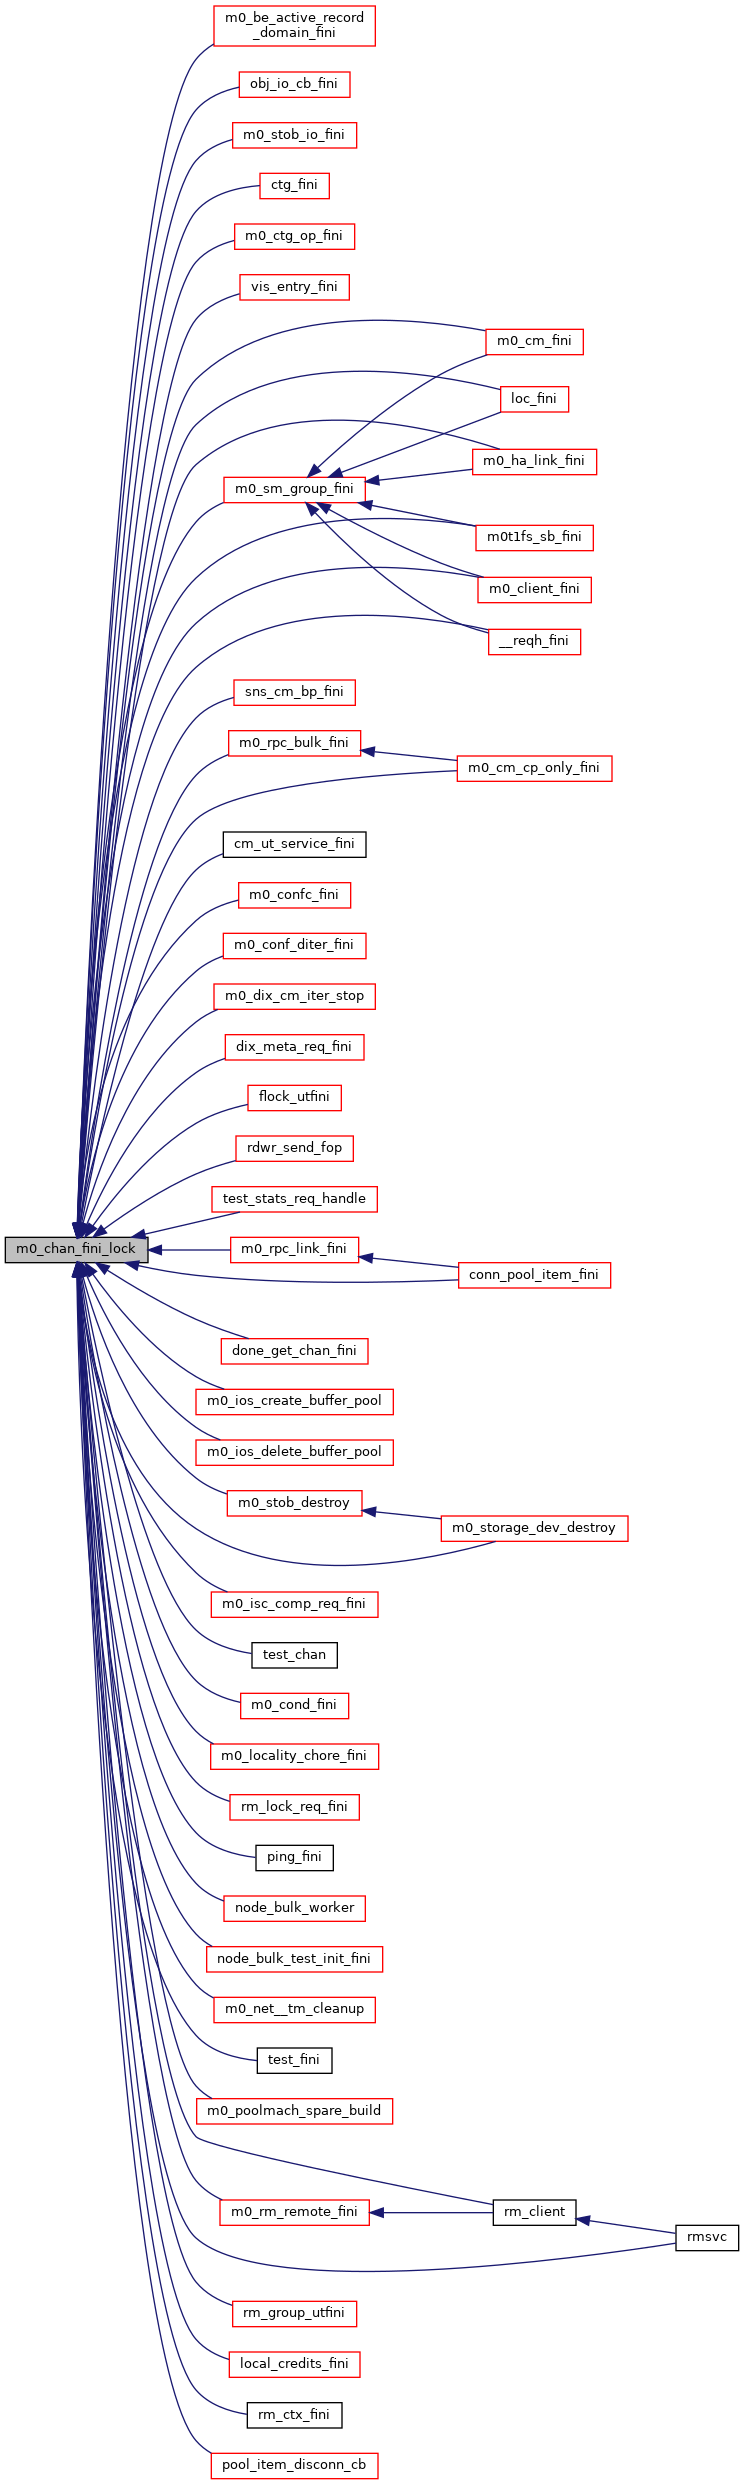 m0_be_active_record
_domain_fini
obj_io_cb_fini
m0_stob_io_fini
ctg_fini
m0_ctg_op_fini
vis_entry_fini
m0_cm_fini
loc_fini
m0_ha_link_fini
m0_sm_group_fini
m0t1fs_sb_fini
m0_client_fini
__reqh_fini
sns_cm_bp_fini
m0_rpc_bulk_fini
m0_cm_cp_only_fini
cm_ut_service_fini
m0_confc_fini
m0_conf_diter_fini
m0_dix_cm_iter_stop
dix_meta_req_fini
flock_utfini
rdwr_send_fop
test_stats_req_handle
m0_chan_fini_lock
m0_rpc_link_fini
conn_pool_item_fini
done_get_chan_fini
m0_ios_create_buffer_pool
m0_ios_delete_buffer_pool
m0_stob_destroy
m0_storage_dev_destroy
m0_isc_comp_req_fini
test_chan
m0_cond_fini
m0_locality_chore_fini
rm_lock_req_fini
ping_fini
node_bulk_worker
node_bulk_test_init_fini
m0_net__tm_cleanup
test_fini
m0_poolmach_spare_build
m0_rm_remote_fini
rm_client
rmsvc
rm_group_utfini
local_credits_fini
rm_ctx_fini
pool_item_disconn_cb